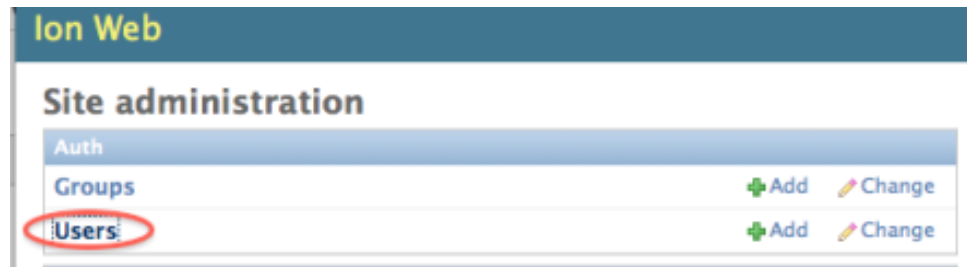 Ion Web
Site administration
Auth
Groups Add Change
Users Add Change